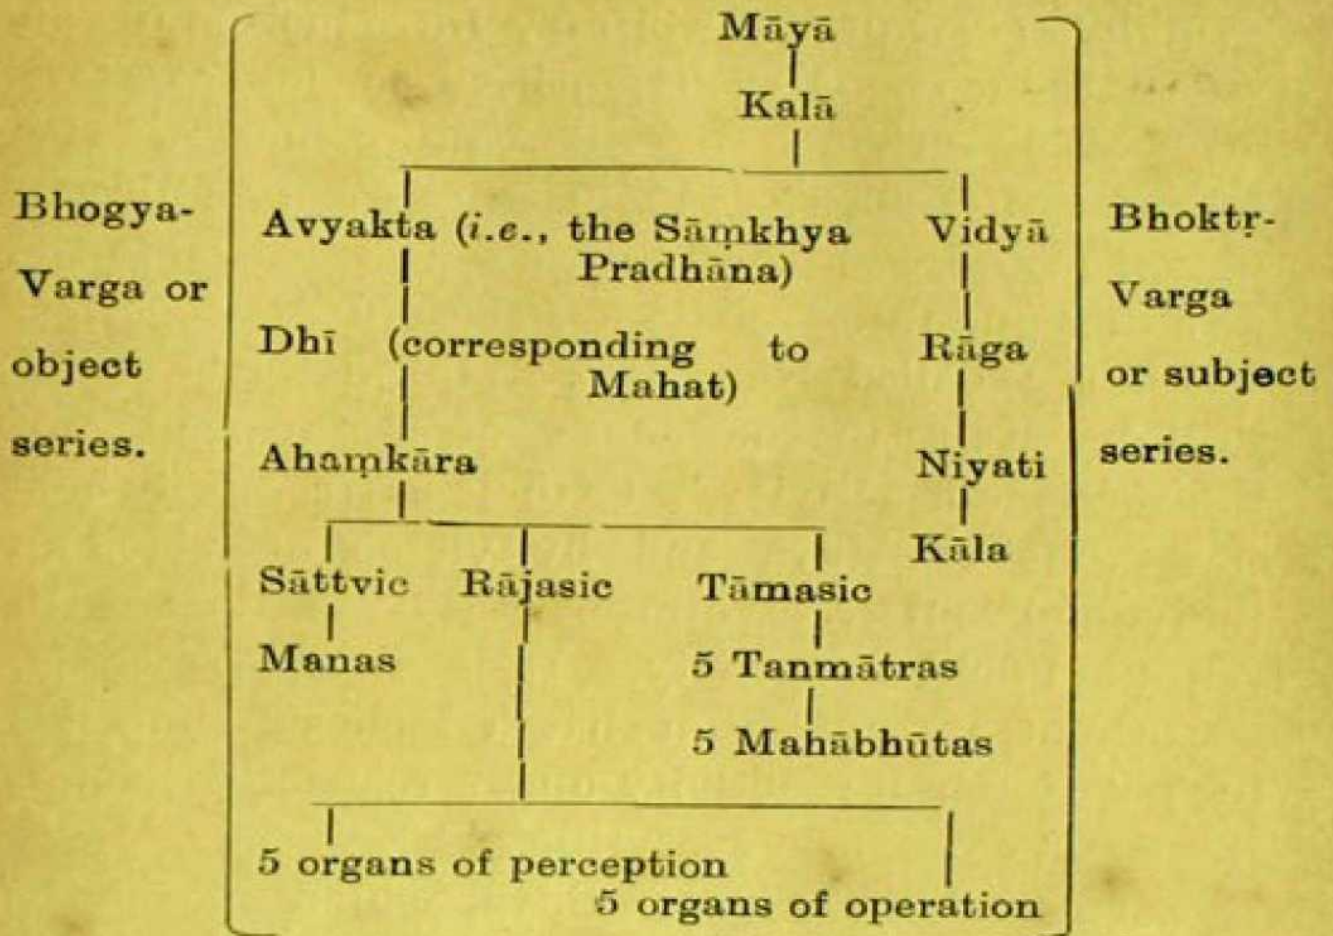 Māyā
Kalā
Bhogya-
Varga or
object
series.
Avyakta (i.e., the Sāṃkhya
Pradhāna)
Vidyā
Dhī (corresponding to
Mahat)
Rāga
Ahaṃkāra
Niyati
Kāla
Sāttvic Rājasic Tāmasic
Manas
5 Tanmātras
5 Mahābhūtas
5 organs of perception
5 organs of operation
Bhoktṛ-
Varga
or subject
series.